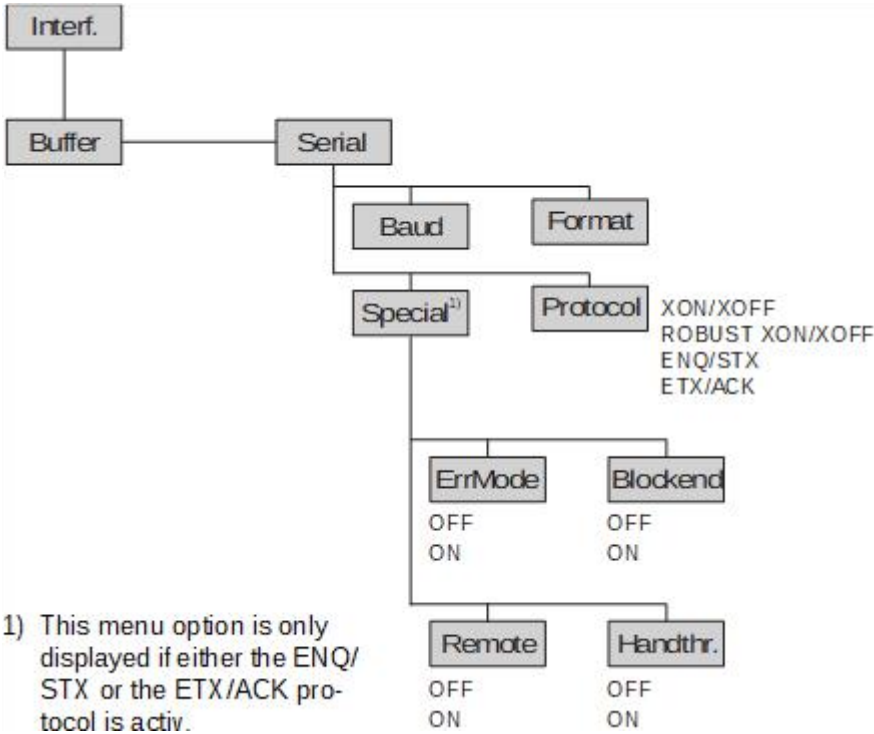 Interf.
Buffer
Serial
Baud
Format
Special1)
Protocol
XON/XOFF
ROBUST XON/XOFF
ENQ/STX
ETX/ACK
ErrMode
Blockend
OFF
ON
OFF
ON
Remote
Handthr.
OFF
ON
OFF
ON
1) This menu option is only
displayed if either the ENQ/
STX or the ETX/ACK pro-
tocol is activ.